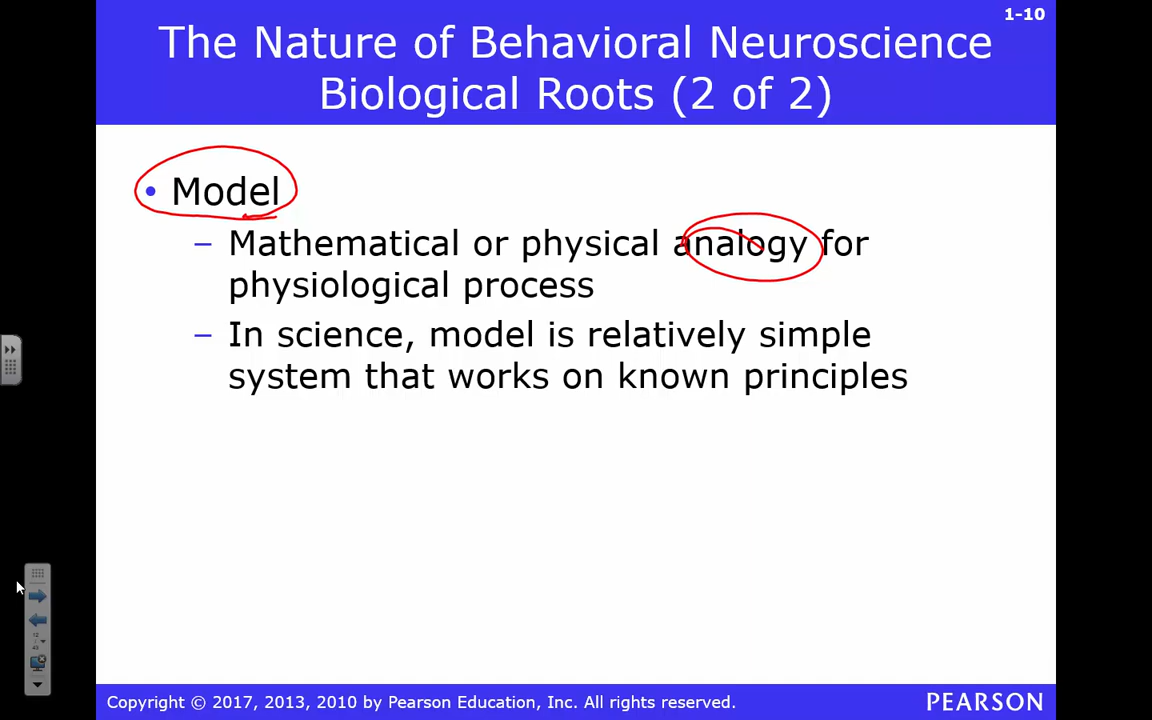 1-10
The Nature of Behavioral Neuroscience
Biological Roots (2 of 2)
• Model
– Mathematical or physical analogy for
physiological process
– In science, model is relatively simple
system that works on known principles
Copyright © 2017, 2013, 2010 by Pearson Education, Inc. All rights reserved.
PEARSON